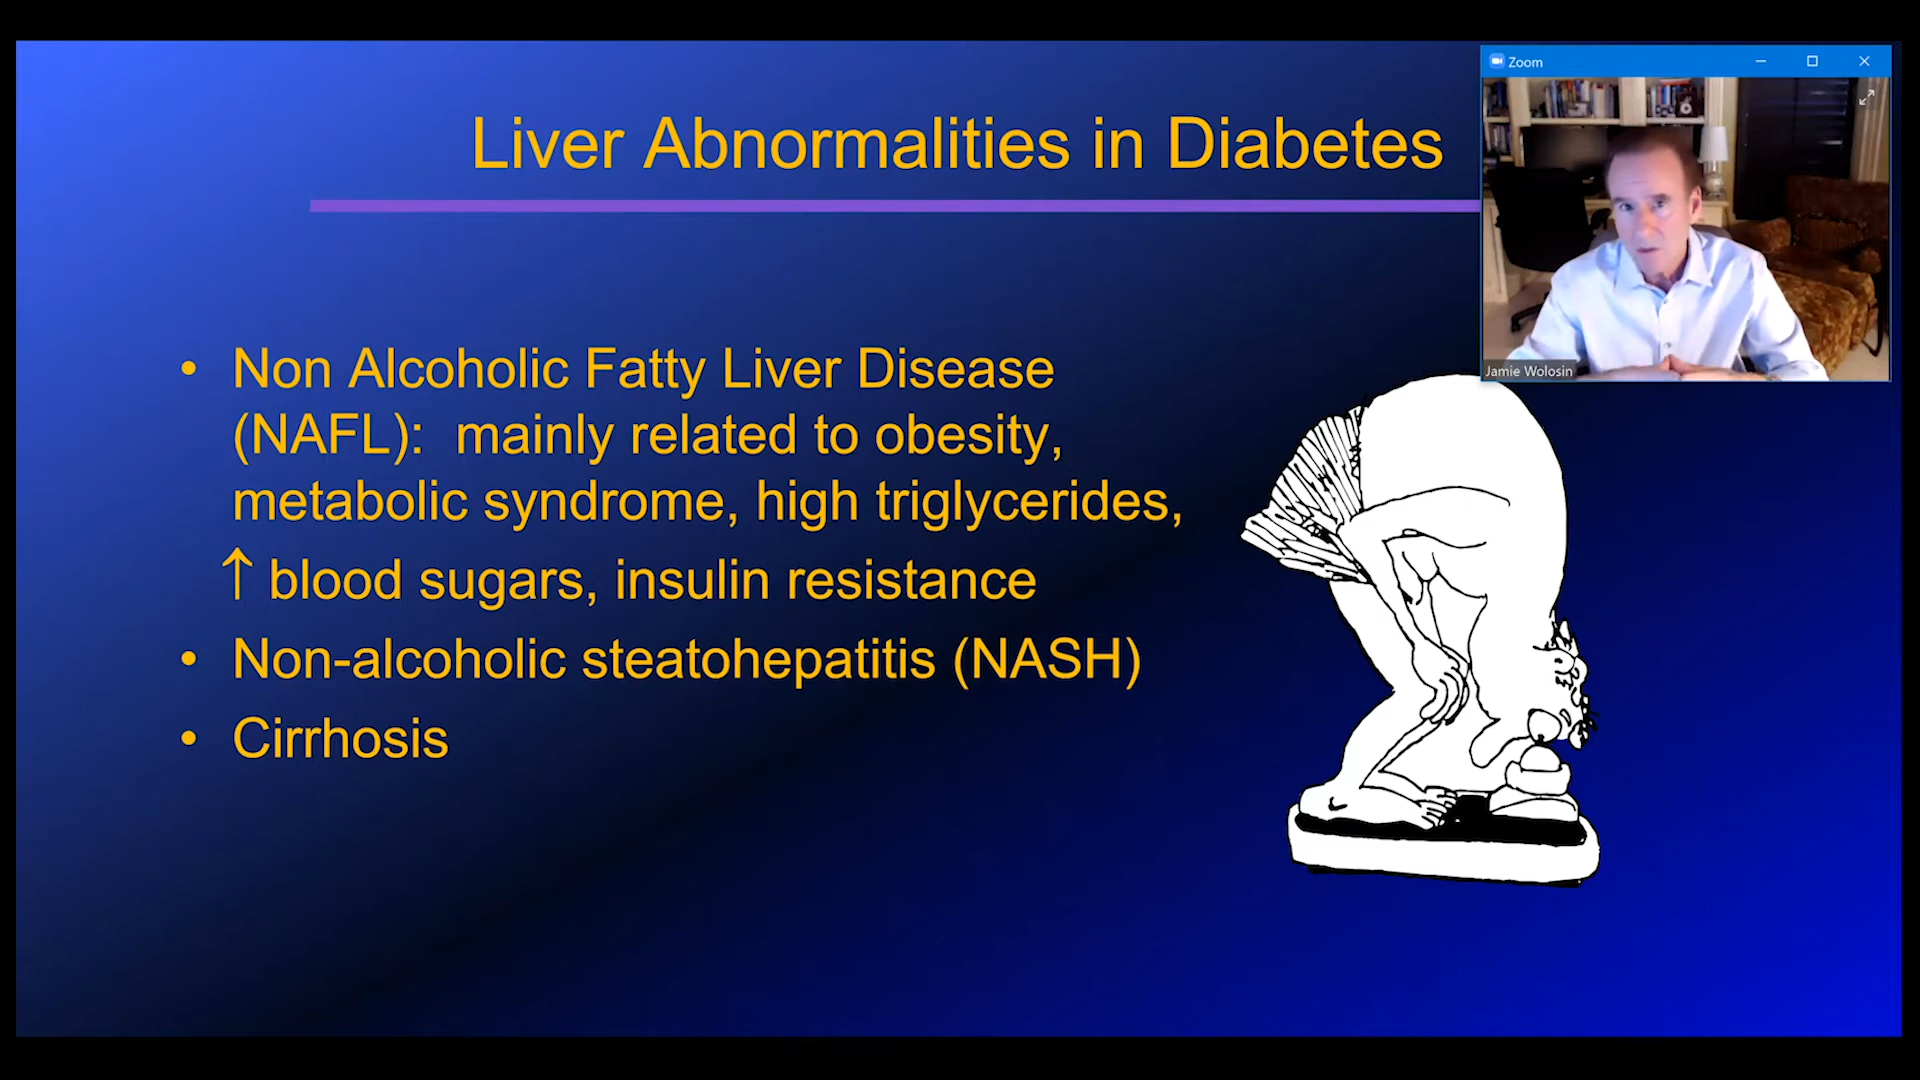 Zoom
Liver Abnormalities in Diabetes
Jamie Wolosin
• Non Alcoholic Fatty Liver Disease
(NAFL): mainly related to obesity,
metabolic syndrome, high triglycerides,
↑ blood sugars, insulin resistance
• Non-alcoholic steatohepatitis (NASH)
• Cirrhosis